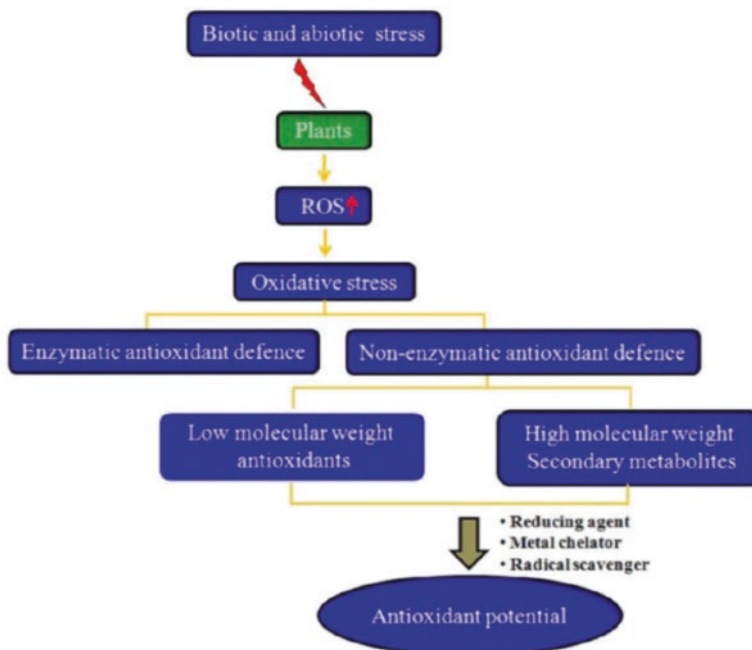 Biotic and abiotic stress
Plants
ROS
Oxidative stress
Enzymatic antioxidant defence
Non-enzymatic antioxidant defence
Low molecular weight
antioxidants
High molecular weight
Secondary metabolites
• Reducing agent
• Metal chelator
• Radical scavenger
Antioxidant potential